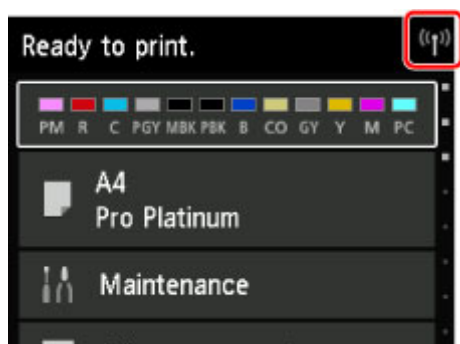 Ready to print.
PM R C PGY MBK PBK B CO GY Y M PC
A4
Pro Platinum
Maintenance